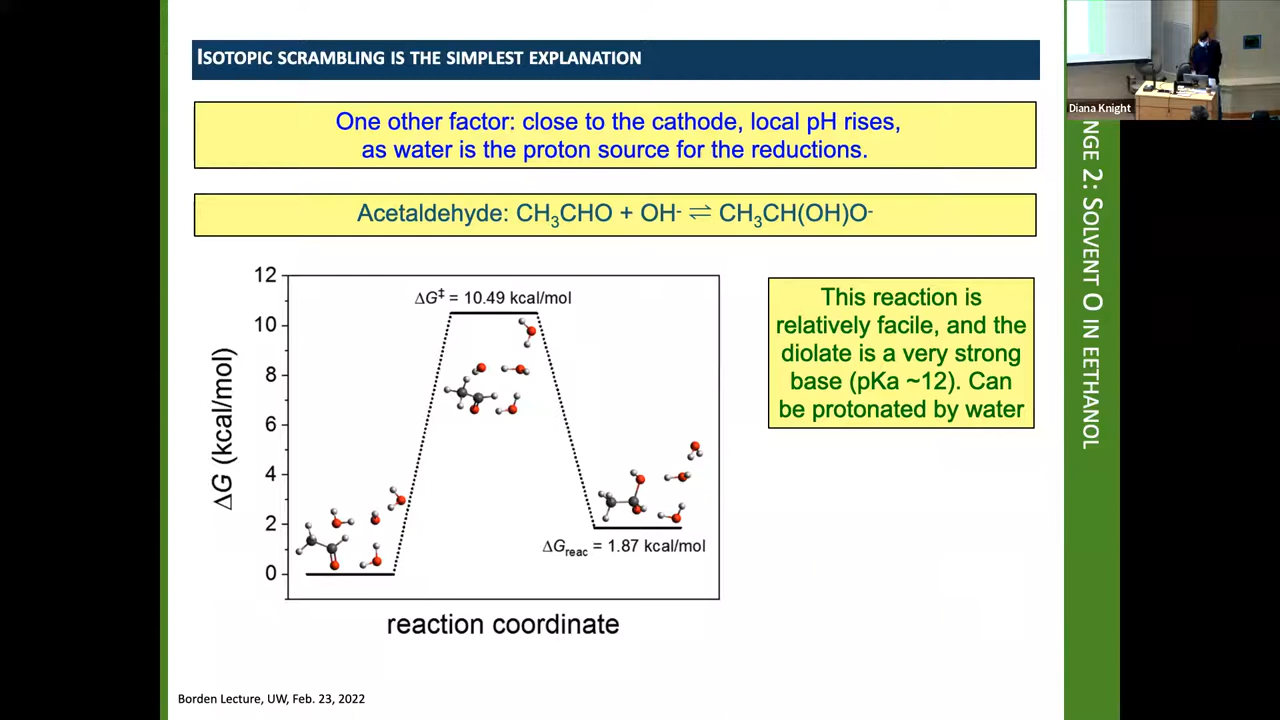 ISOTOPIC SCRAMBLING IS THE SIMPLEST EXPLANATION
One other factor: close to the cathode, local pH rises,
as water is the proton source for the reductions.
Acetaldehyde: CH₃CHO + OH⁻ ⇌ CH₃CH(OH)O⁻
12
10
8
6
4
2
0
ΔG (kcal/mol)
ΔG‡ = 10.49 kcal/mol
ΔGreac = 1.87 kcal/mol
reaction coordinate
This reaction is
relatively facile, and the
diolate is a very strong
base (pKa ~12). Can
be protonated by water
Borden Lecture, UW, Feb. 23, 2022
Diana Knight
NGE 2: SOLVENT O IN EETHANOL